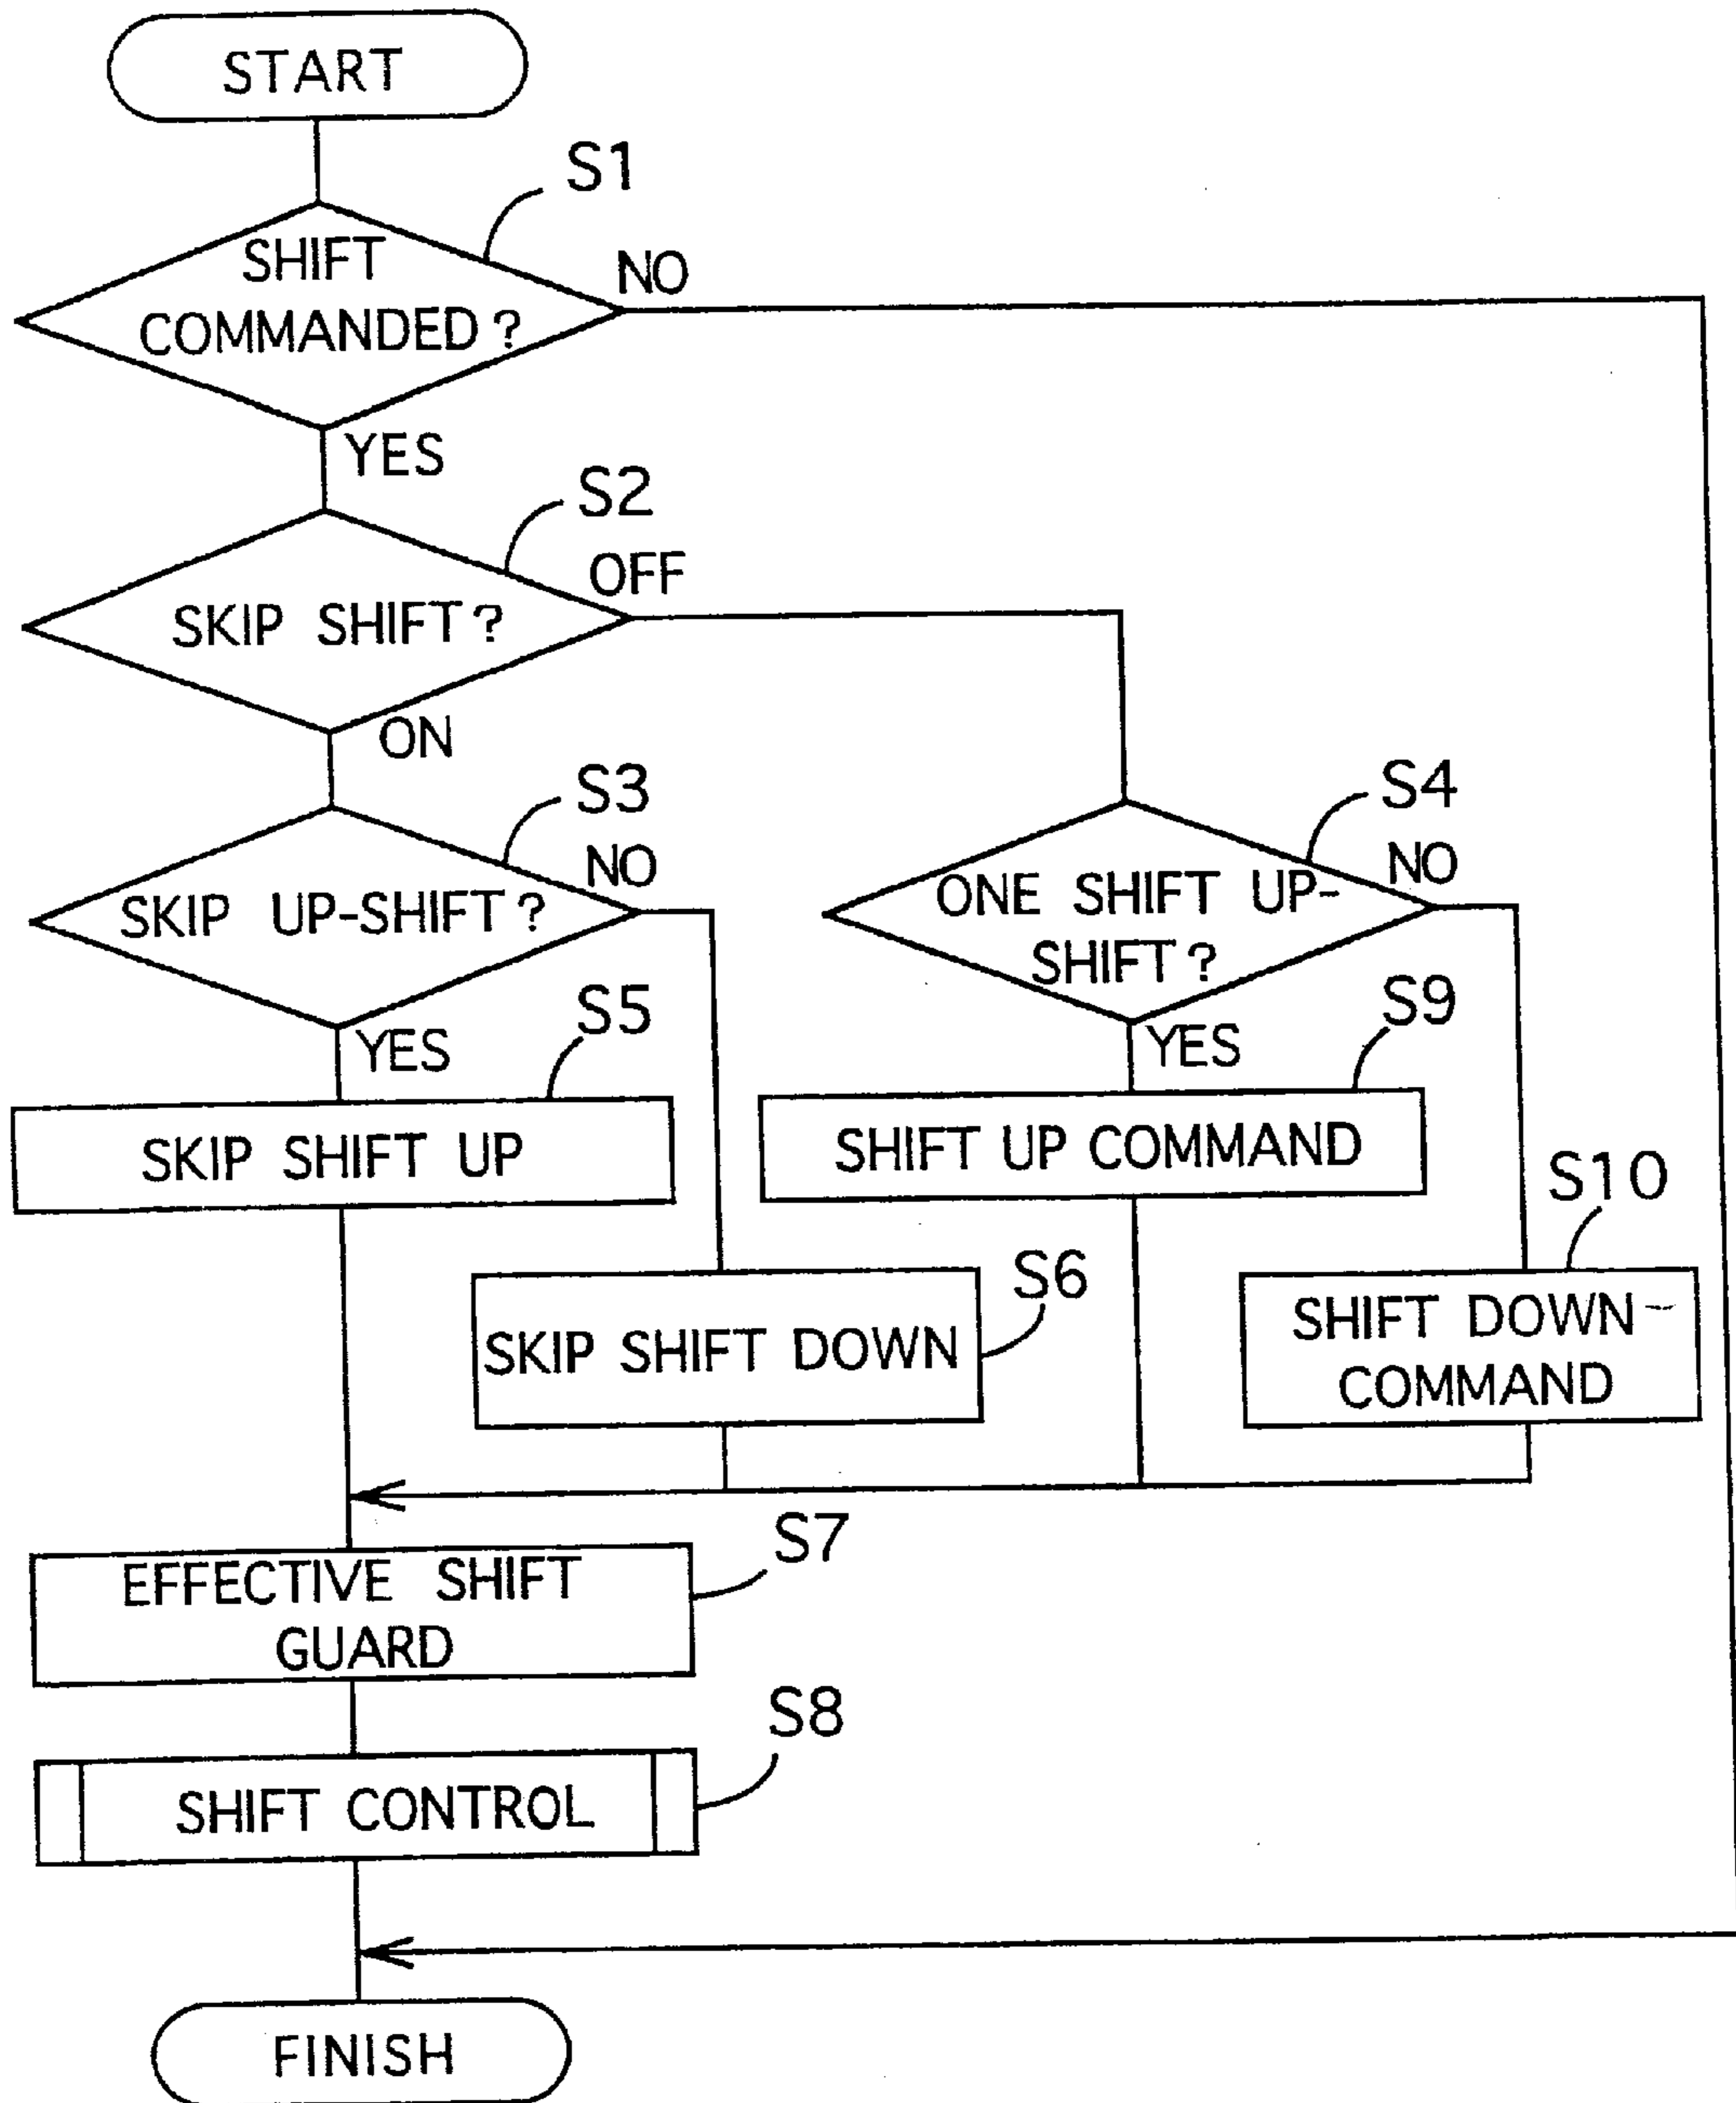 START
S1
SHIFT
COMMANDED?
NO
YES
S2
OFF
SKIP SHIFT?
ON
S3
NO
SKIP UP-SHIFT?
YES
S4
NO
ONE SHIFT UP-
SHIFT?
YES
S5
SKIP SHIFT UP
S9
SHIFT UP COMMAND
S6
SKIP SHIFT DOWN
S10
SHIFT DOWN-
COMMAND
S7
EFFECTIVE SHIFT
GUARD
S8
SHIFT CONTROL
FINISH